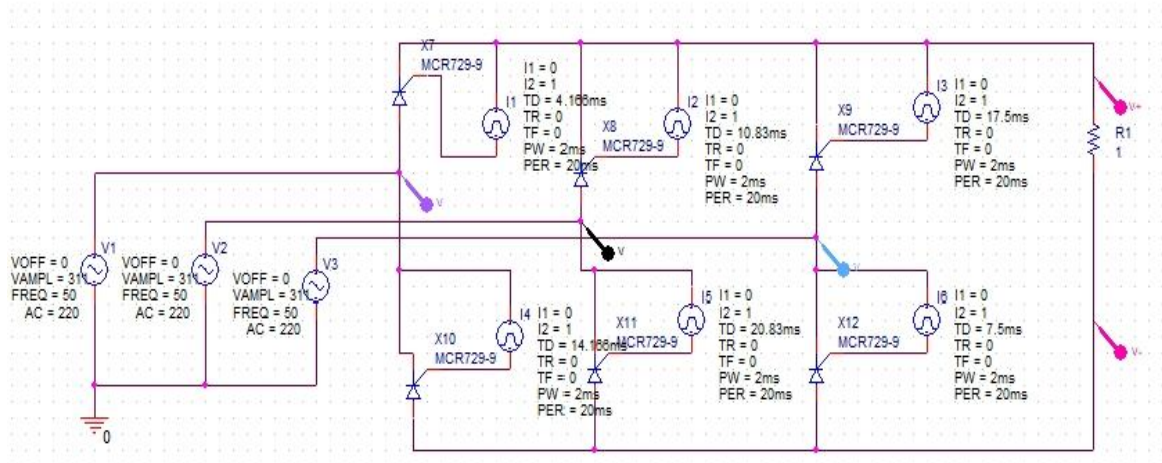 X7
MCR729-9
I1
I1 = 0
I2 = 1
TD = 4.166ms
TR = 0
TF = 0
PW = 2ms
PER = 20ms
X8
MCR729-9
I2
I1 = 0
I2 = 1
TD = 10.83ms
TR = 0
TF = 0
PW = 2ms
PER = 20ms
X9
MCR729-9
I3
I1 = 0
I2 = 1
TD = 17.5ms
TR = 0
TF = 0
PW = 2ms
PER = 20ms
V+
R1
1
V
V
V1
VOFF = 0
VAMPL = 311
FREQ = 50
AC = 220
V2
VOFF = 0
VAMPL = 311
FREQ = 50
AC = 220
V3
VOFF = 0
VAMPL = 311
FREQ = 50
AC = 220
X10
MCR729-9
I4
I1 = 0
I2 = 1
TD = 14.166ms
TR = 0
TF = 0
PW = 2ms
PER = 20ms
X11
MCR729-9
I5
I1 = 0
I2 = 1
TD = 20.83ms
TR = 0
TF = 0
PW = 2ms
PER = 20ms
X12
MCR729-9
I6
I1 = 0
I2 = 1
TD = 7.5ms
TR = 0
TF = 0
PW = 2ms
PER = 20ms
V-
0